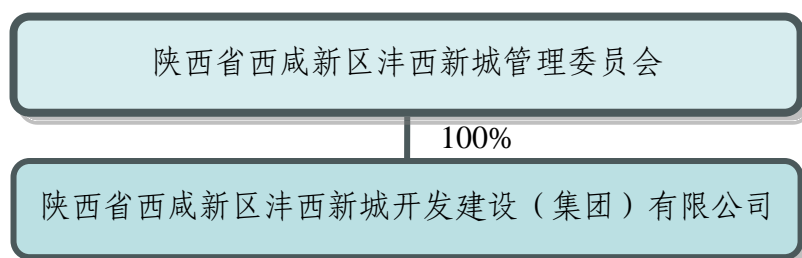 陕西省西咸新区沣西新城管理委员会
100%
陕西省西咸新区沣西新城开发建设（集团）有限公司